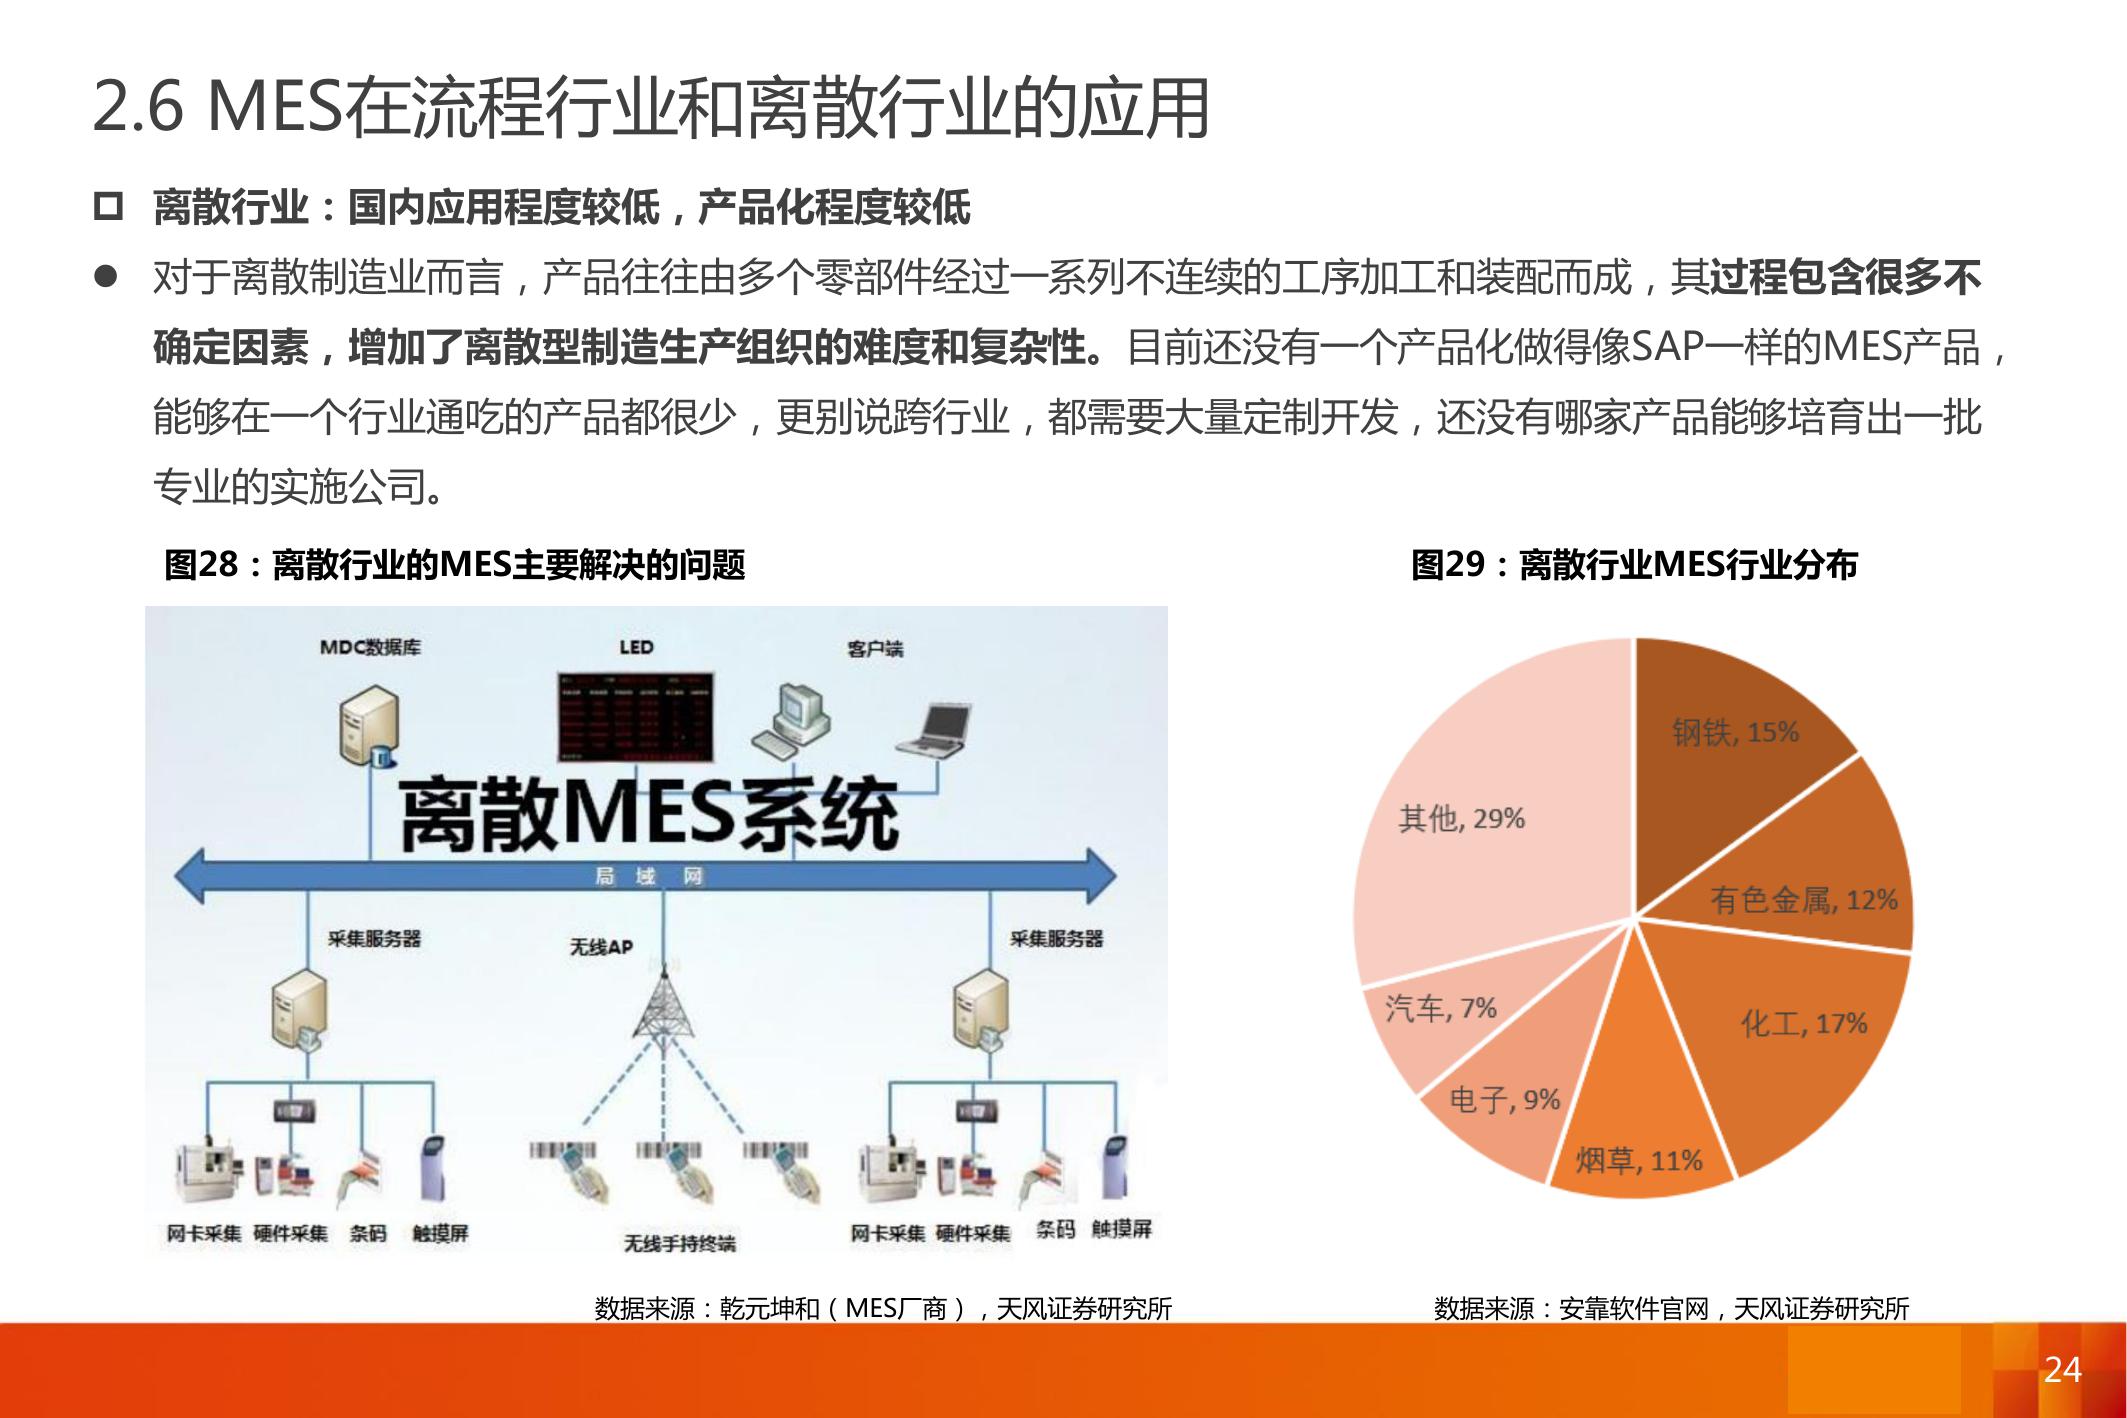 2.6 MES在流程行业和离散行业的应用
离散行业：国内应用程度较低，产品化程度较低
对于离散制造业而言，产品往往由多个零部件经过一系列不连续的工序加工和装配而成，其过程包含很多不
确定因素，增加了离散型制造生产组织的难度和复杂性。目前还没有一个产品化做得像SAP一样的MES产品，
能够在一个行业通吃的产品都很少，更别说跨行业，都需要大量定制开发，还没有哪家产品能够培育出一批
专业的实施公司。
图28：离散行业的MES主要解决的问题
MDC数据库
LED
客户端
离散MES系统
局 域 网
采集服务器
无线AP
采集服务器
网卡采集 硬件采集 条码 触摸屏
无线手持终端
网卡采集 硬件采集 条码 触摸屏
数据来源：乾元坤和（MES厂商），天风证券研究所
图29：离散行业MES行业分布
钢铁, 15%
有色金属, 12%
化工, 17%
烟草, 11%
电子, 9%
汽车, 7%
其他, 29%
数据来源：安靠软件官网，天风证券研究所
24